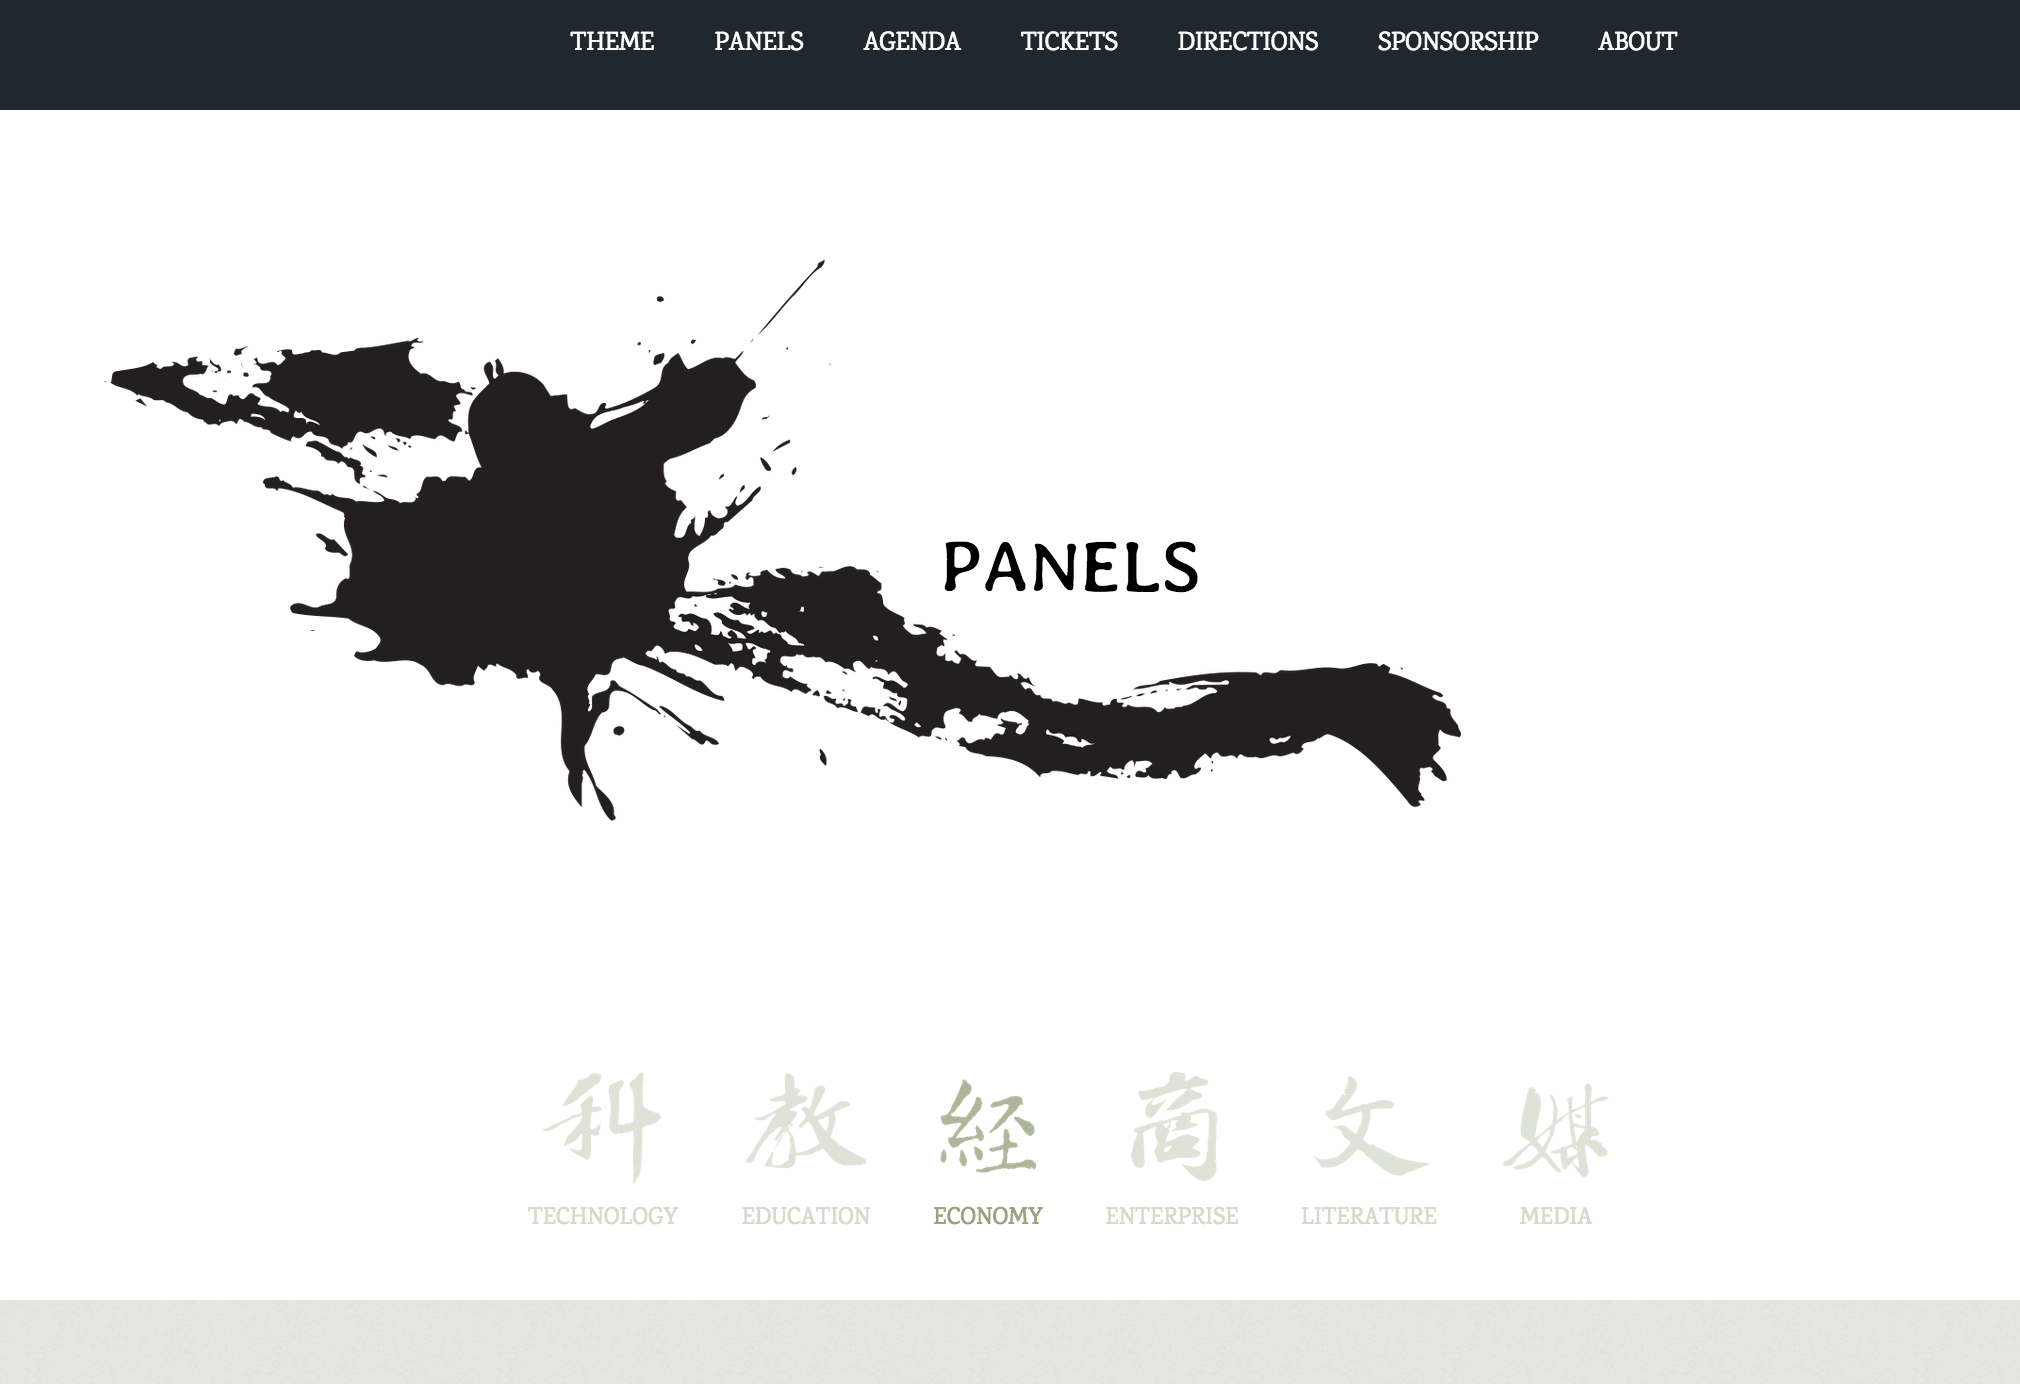 THEME PANELS AGENDA TICKETS DIRECTIONS SPONSORSHIP ABOUT
PANELS
科 教 経 商 文 媒
TECHNOLOGY EDUCATION ECONOMY ENTERPRISE LITERATURE MEDIA